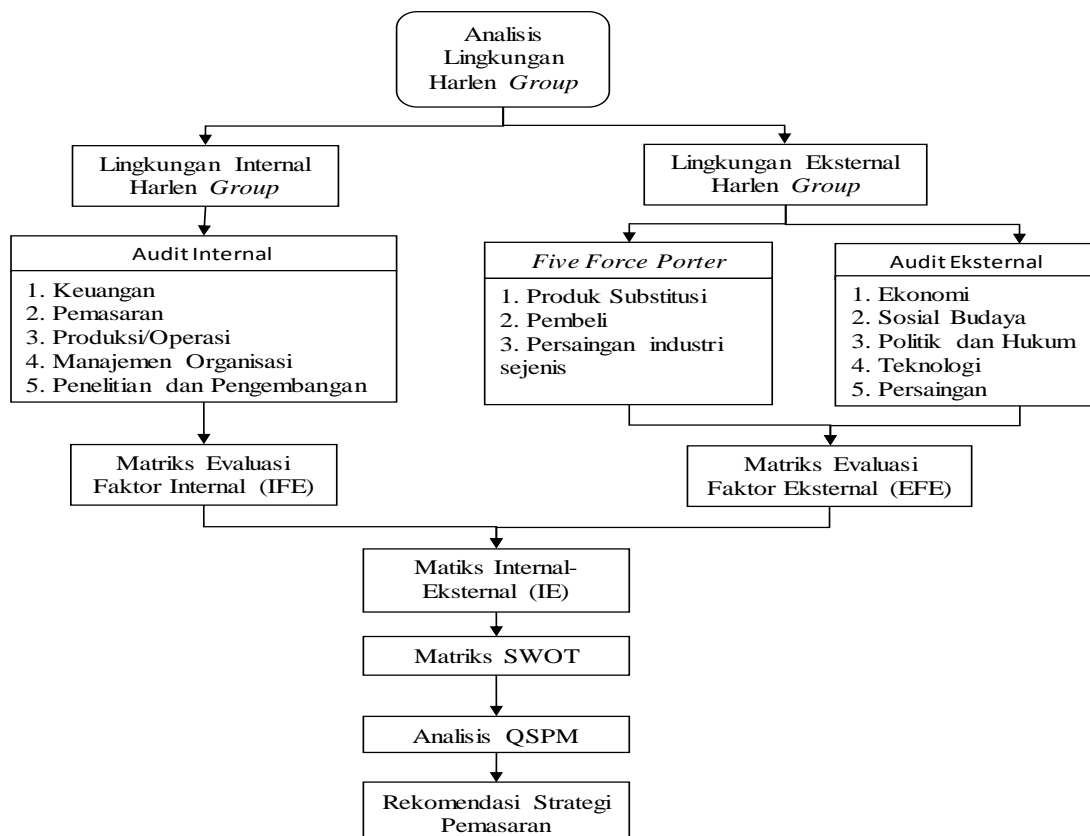 Analisis
Lingkungan
Harlen Group
Lingkungan Internal
Harlen Group
Lingkungan Eksternal
Harlen Group
Audit Internal
1. Keuangan
2. Pemasaran
3. Produksi/Operasi
4. Manajemen Organisasi
5. Penelitian dan Pengembangan
Five Force Porter
1. Produk Substitusi
2. Pembeli
3. Persaingan industri
sejenis
Audit Eksternal
1. Ekonomi
2. Sosial Budaya
3. Politik dan Hukum
4. Teknologi
5. Persaingan
Matriks Evaluasi
Faktor Internal (IFE)
Matriks Evaluasi
Faktor Eksternal (EFE)
Matiks Internal-
Eksternal (IE)
Matriks SWOT
Analisis QSPM
Rekomendasi Strategi
Pemasaran